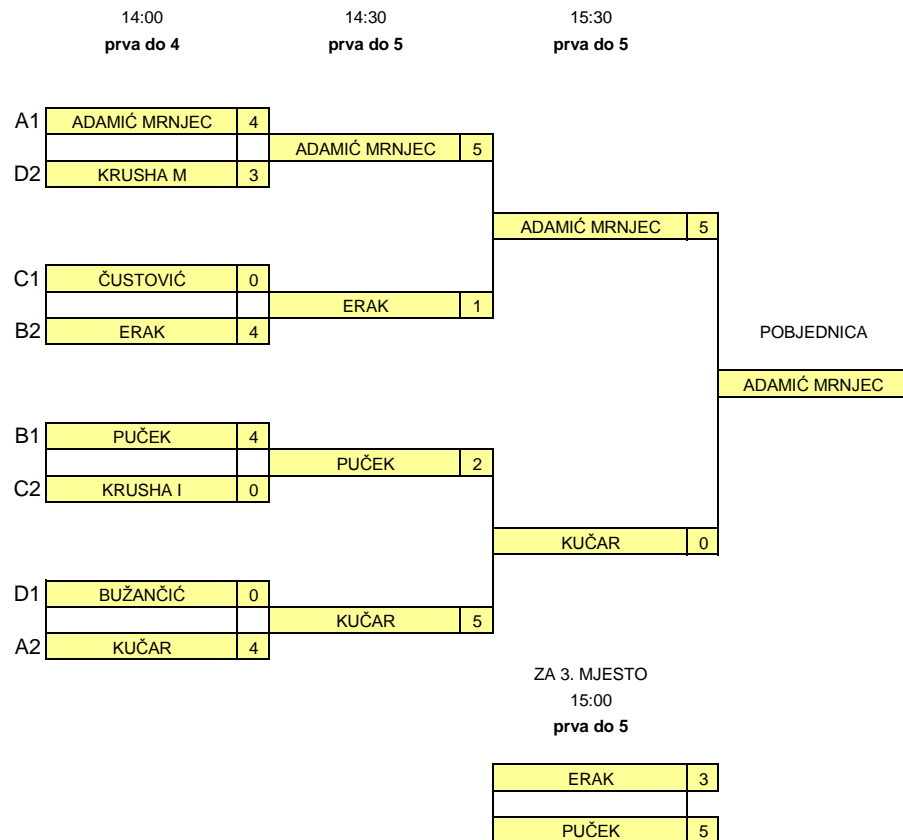 14:00 14:30 15:30
prva do 4 prva do 5 prva do 5
A1 ADAMIĆ MRNJEC 4
ADAMIĆ MRNJEC 5
D2 KRUSHA M 3
ADAMIĆ MRNJEC 5
C1 ČUSTOVIĆ 0
ERAK 1
B2 ERAK 4
POBJEDNICA
ADAMIĆ MRNJEC
B1 PUČEK 4
PUČEK 2
C2 KRUSHA I 0
KUČAR 0
D1 BUŽANČIĆ 0
KUČAR 5
A2 KUČAR 4
ZA 3. MJESTO
15:00
prva do 5
ERAK 3
PUČEK 5